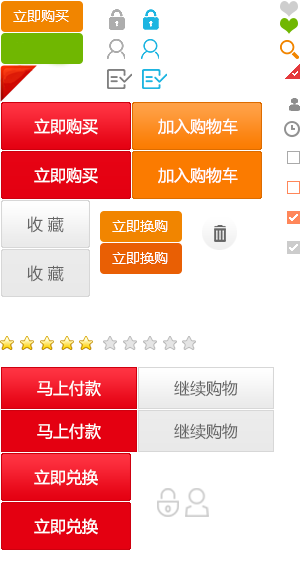 立即购买
立即购买
加入购物车
立即购买
加入购物车
收 藏
立即换购
立即换购
收 藏
马上付款
继续购物
马上付款
继续购物
立即兑换
立即兑换